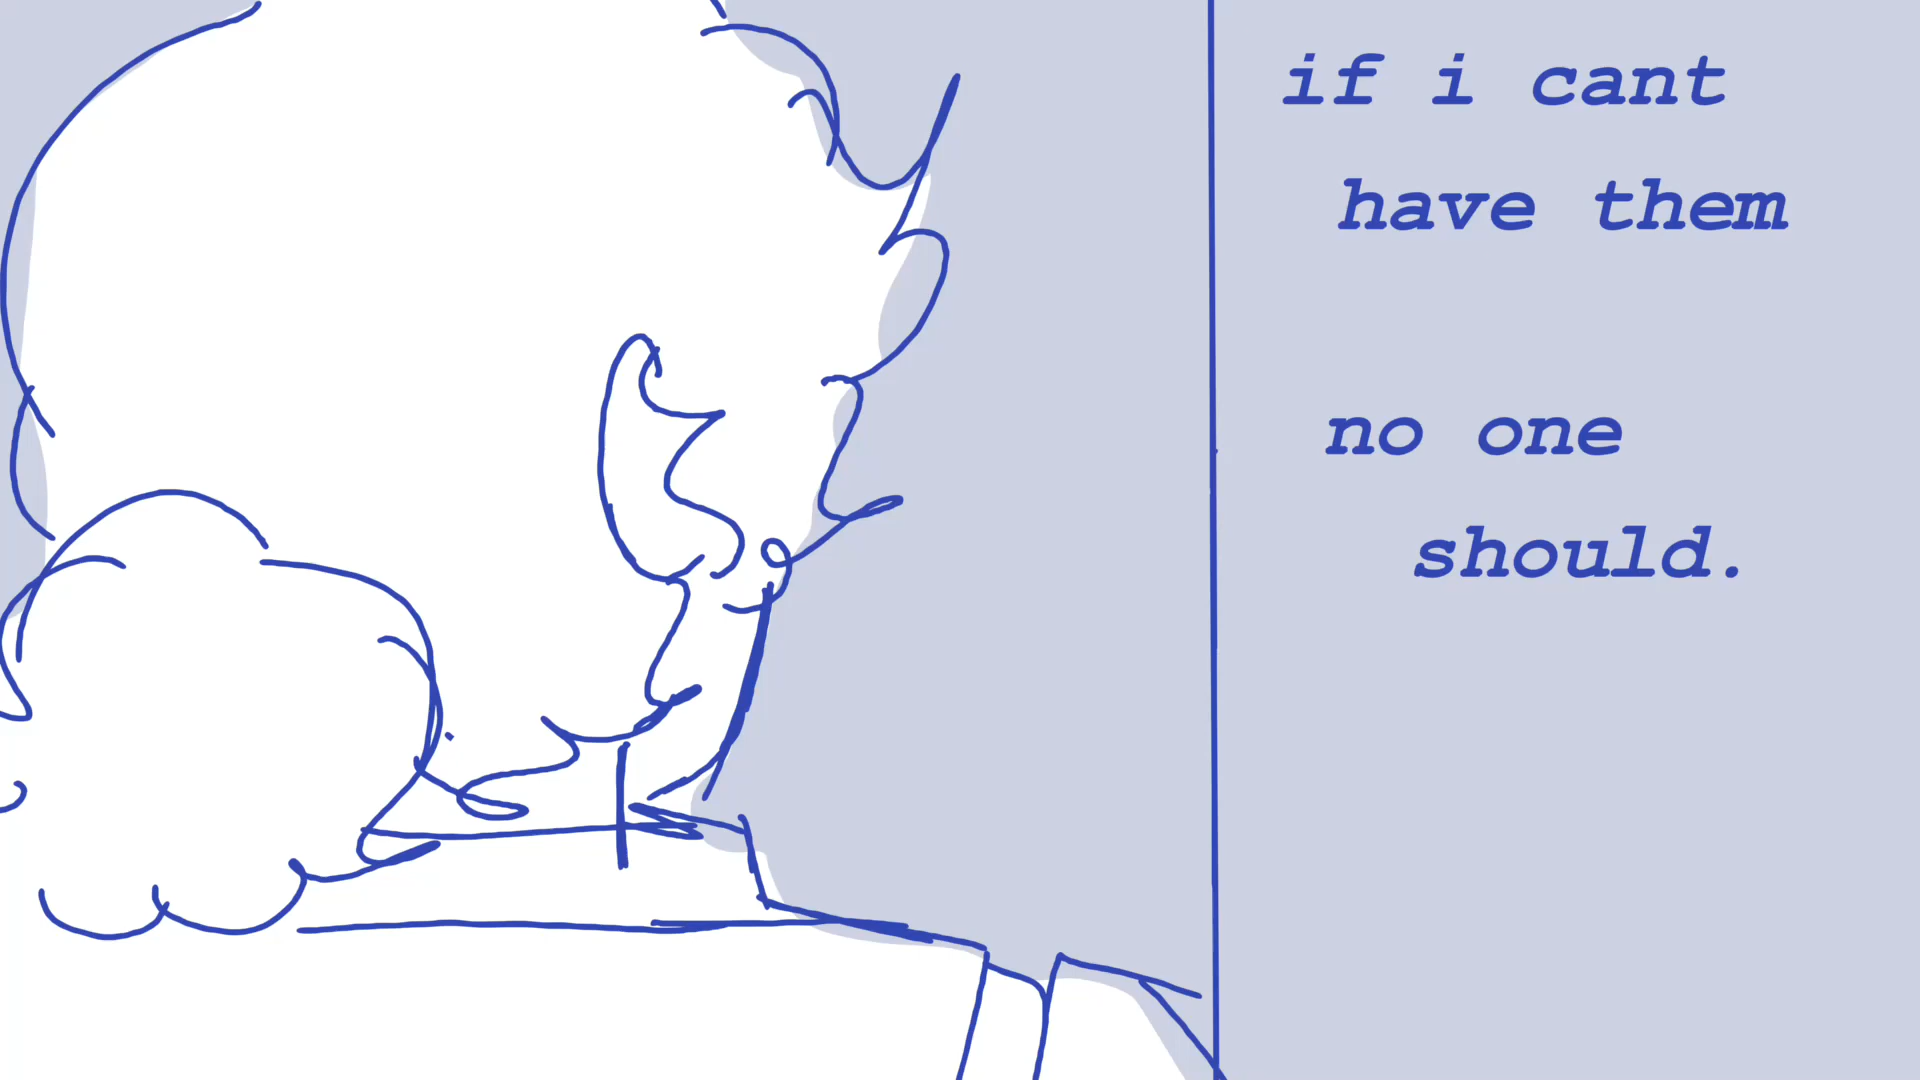 if i cant
have them
no one
should.